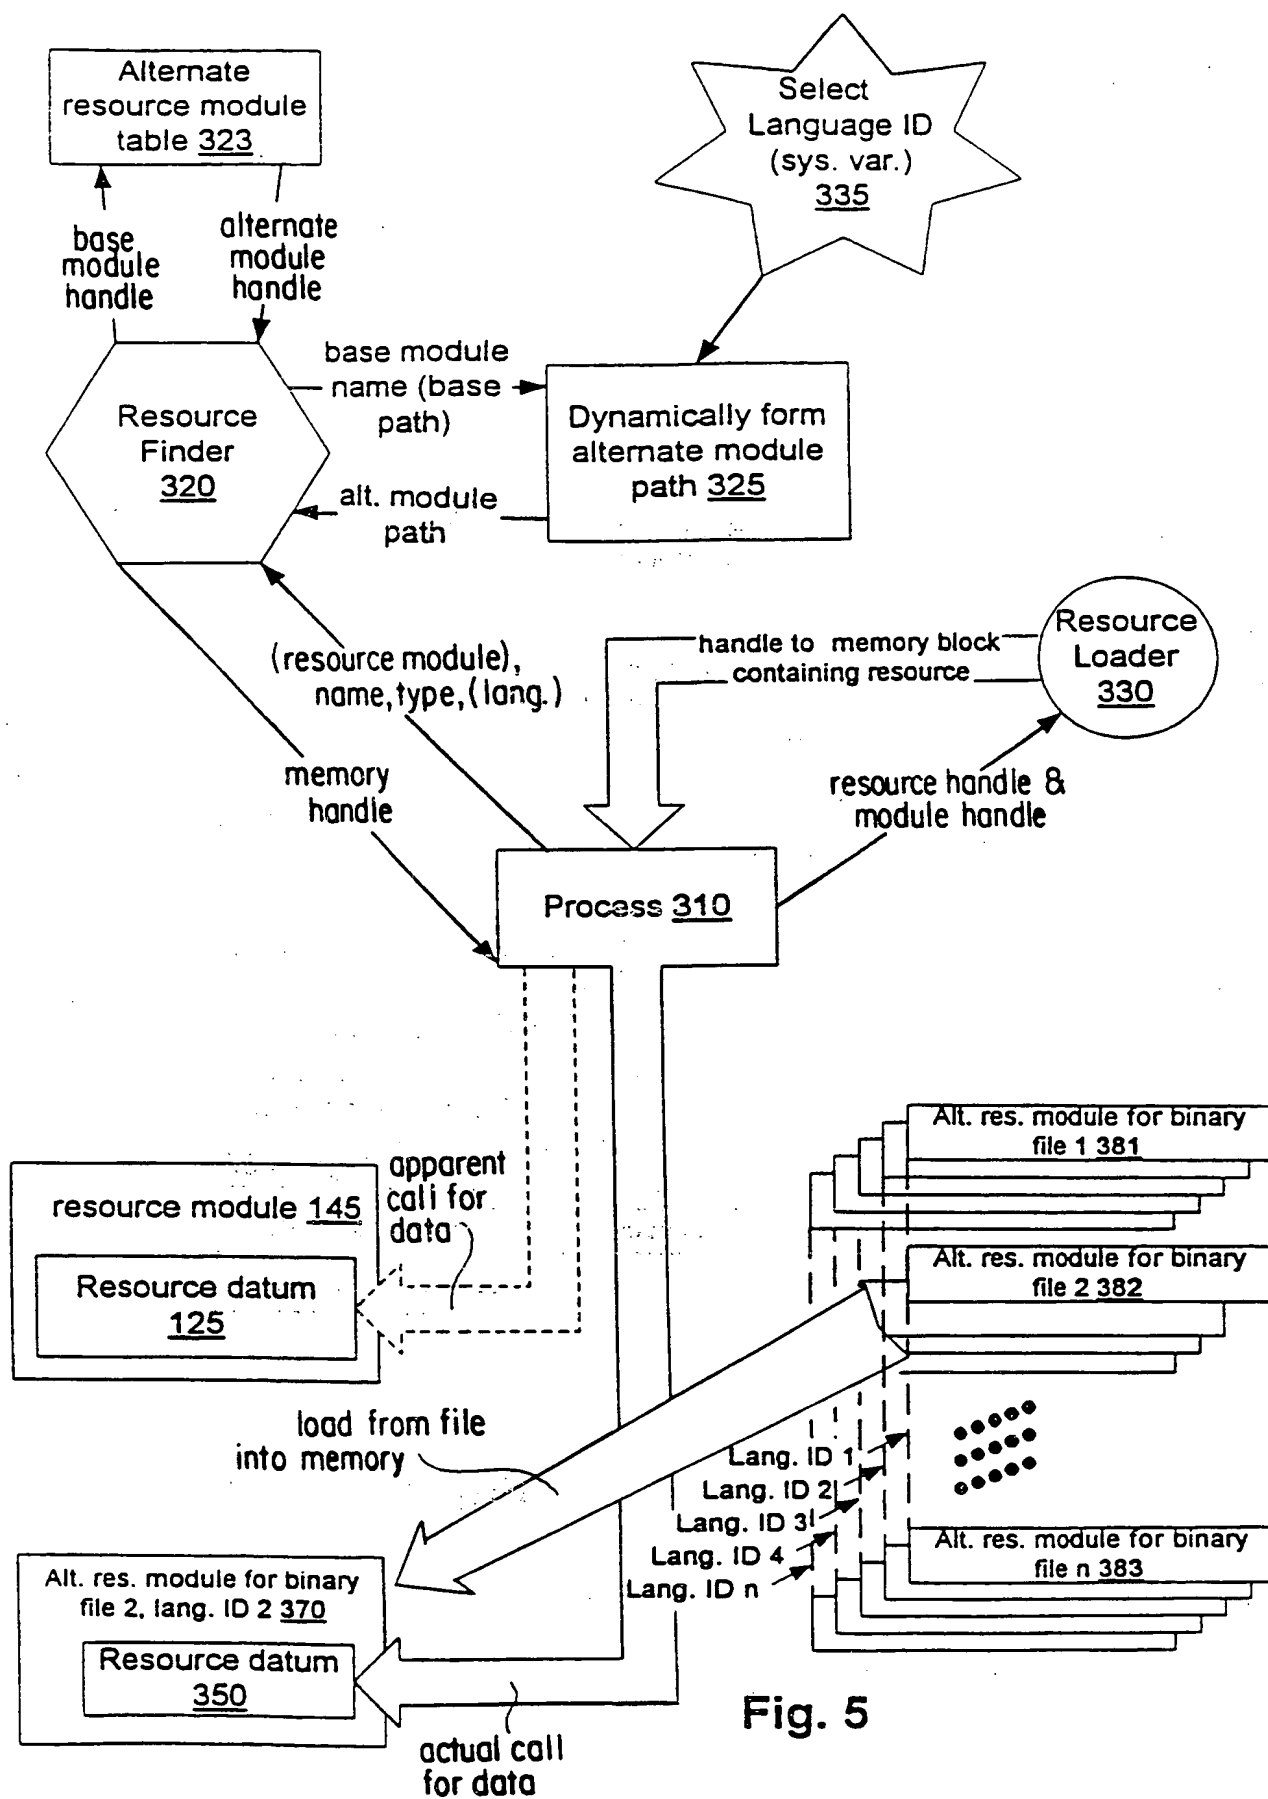 Alternate
resource module
table 323
Select
Language ID
(sys. var.)
335
base
module
handle
alternate
module
handle
base module
name (base
path)
Resource
Finder
320
Dynamically form
alternate module
path 325
alt. module
path
(resource module),
name, type, (lang.)
handle to memory block
containing resource
Resource
Loader
330
memory
handle
resource handle &
module handle
Process 310
Alt. res. module for binary
file 1 381
apparent
call for
data
resource module 145
Resource datum
125
Alt. res. module for binary
file 2 382
load from file
into memory
Lang. ID 1
Lang. ID 2
Lang. ID 3
Lang. ID 4
Lang. ID n
Alt. res. module for binary
file n 383
Alt. res. module for binary
file 2, lang. ID 2 370
Resource datum
350
actual call
for data
Fig. 5